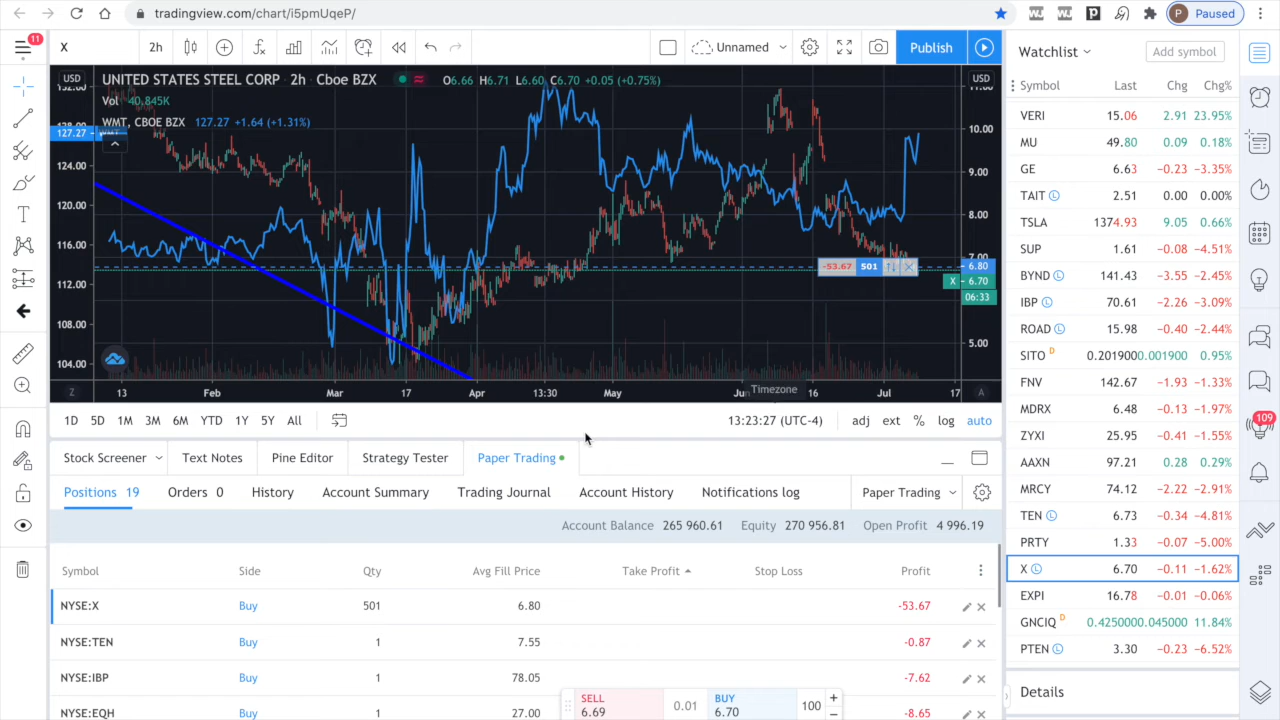 tradingview.com/chart/i5pmUqeP/
P Paused
11
X 2h Unnamed Publish
Watchlist Add symbol
USD UNITED STATES STEEL CORP · 2h · Cboe BZX O6.66 H6.71 L6.60 C6.70 +0.05 (+0.75%) USD
Symbol Last Chg Chg%
Vol 40.845K
WMT, CBOE BZX 127.27 +1.64 (+1.31%)
127.27 WMT
132.00
124.00
120.00
116.00
112.00
108.00
104.00
11.00
10.00
9.00
8.00
7.00
-53.67 501
6.80
X 6.70
06:33
5.00
Z 13 Feb Mar 17 Apr 13:30 May Jun 16 Jul 17 A
Timezone
1D 5D 1M 3M 6M YTD 1Y 5Y All 13:23:27 (UTC-4) adj ext % log auto
Stock Screener Text Notes Pine Editor Strategy Tester Paper Trading
Positions 19 Orders 0 History Account Summary Trading Journal Account History Notifications log Paper Trading
Account Balance 265 960.61 Equity 270 956.81 Open Profit 4 996.19
Symbol Side Qty Avg Fill Price Take Profit Stop Loss Profit
NYSE:X Buy 501 6.80 -53.67
NYSE:TEN Buy 1 7.55 -0.87
NYSE:IBP Buy 1 78.05 -7.62
NYSE:EQH Buy 1 27.00 -8.65
SELL 6.69 0.01 BUY 6.70 100 + −
VERI 15.06 2.91 23.95%
MU 49.80 0.09 0.18%
GE 6.63 −0.23 −3.35%
TAIT L 2.51 0.00 0.00%
TSLA 1374.93 9.05 0.66%
SUP 1.61 −0.08 −4.51%
BYND L 141.43 −3.55 −2.45%
IBP L 70.61 −2.26 −3.09%
ROAD L 15.98 −0.40 −2.44%
SITO D 0.2019000 0.001900 0.95%
FNV 142.67 −1.93 −1.33%
MDRX 6.48 −0.13 −1.97%
ZYXI 25.95 −0.41 −1.55%
AAXN 97.21 0.28 0.29%
MRCY 74.12 −2.22 −2.91%
TEN L 6.73 −0.34 −4.81%
PRTY 1.33 −0.07 −5.00%
X L 6.70 −0.11 −1.62%
EXPI 16.78 −0.01 −0.06%
GNCIQ D 0.4250000 0.045000 11.84%
PTEN L 3.30 −0.23 −6.52%
Details
109